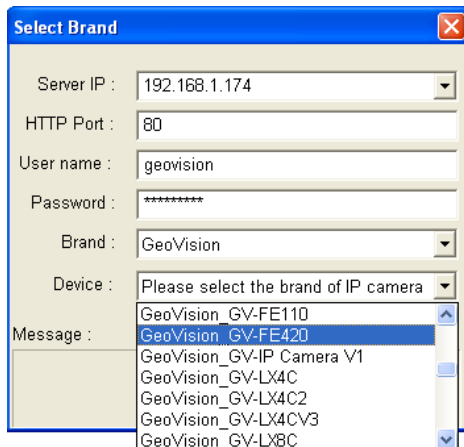 Select Brand
Server IP : 192.168.1.174
HTTP Port : 80
User name : geovision
Password : *********
Brand : GeoVision
Device : Please select the brand of IP camera
GeoVision_GV-FE110
GeoVision_GV-FE420
Message :
GeoVision_GV-IP Camera V1
GeoVision_GV-LX4C
GeoVision_GV-LX4C2
GeoVision_GV-LX4CV3
GeoVision_GV-LX8C